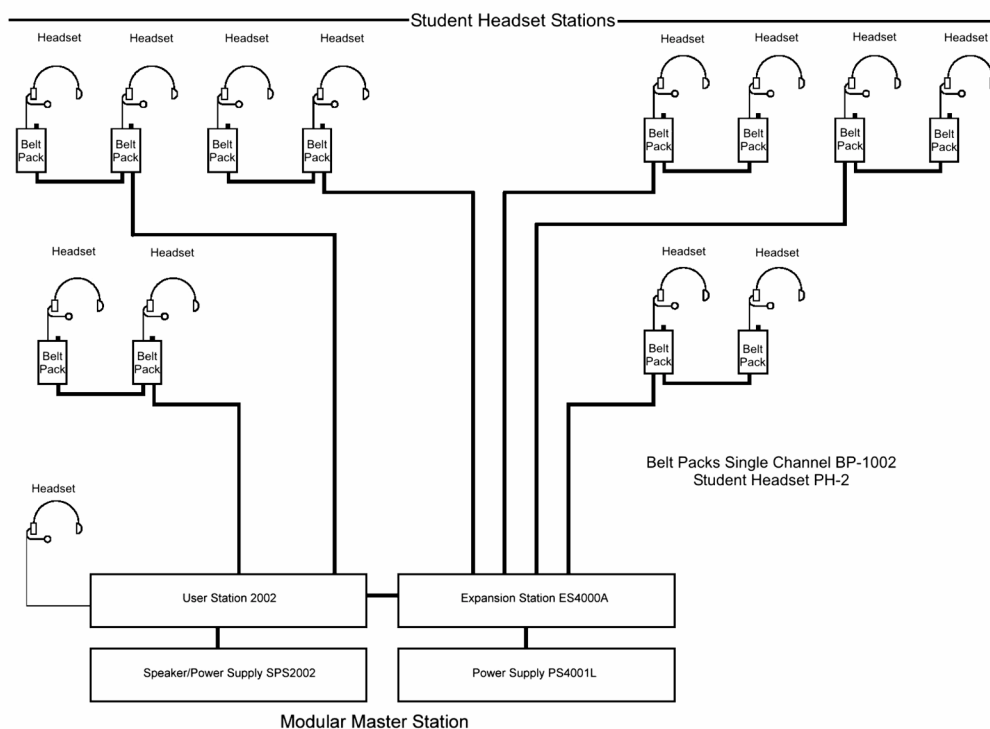 Student Headset Stations
Headset Headset Headset Headset Headset Headset Headset Headset
Belt Pack Belt Pack Belt Pack Belt Pack Belt Pack Belt Pack Belt Pack Belt Pack
Headset Headset Headset Headset
Belt Pack Belt Pack Belt Pack Belt Pack
Belt Packs Single Channel BP-1002
Student Headset PH-2
Headset
User Station 2002 Expansion Station ES4000A
Speaker/Power Supply SPS2002 Power Supply PS4001L
Modular Master Station